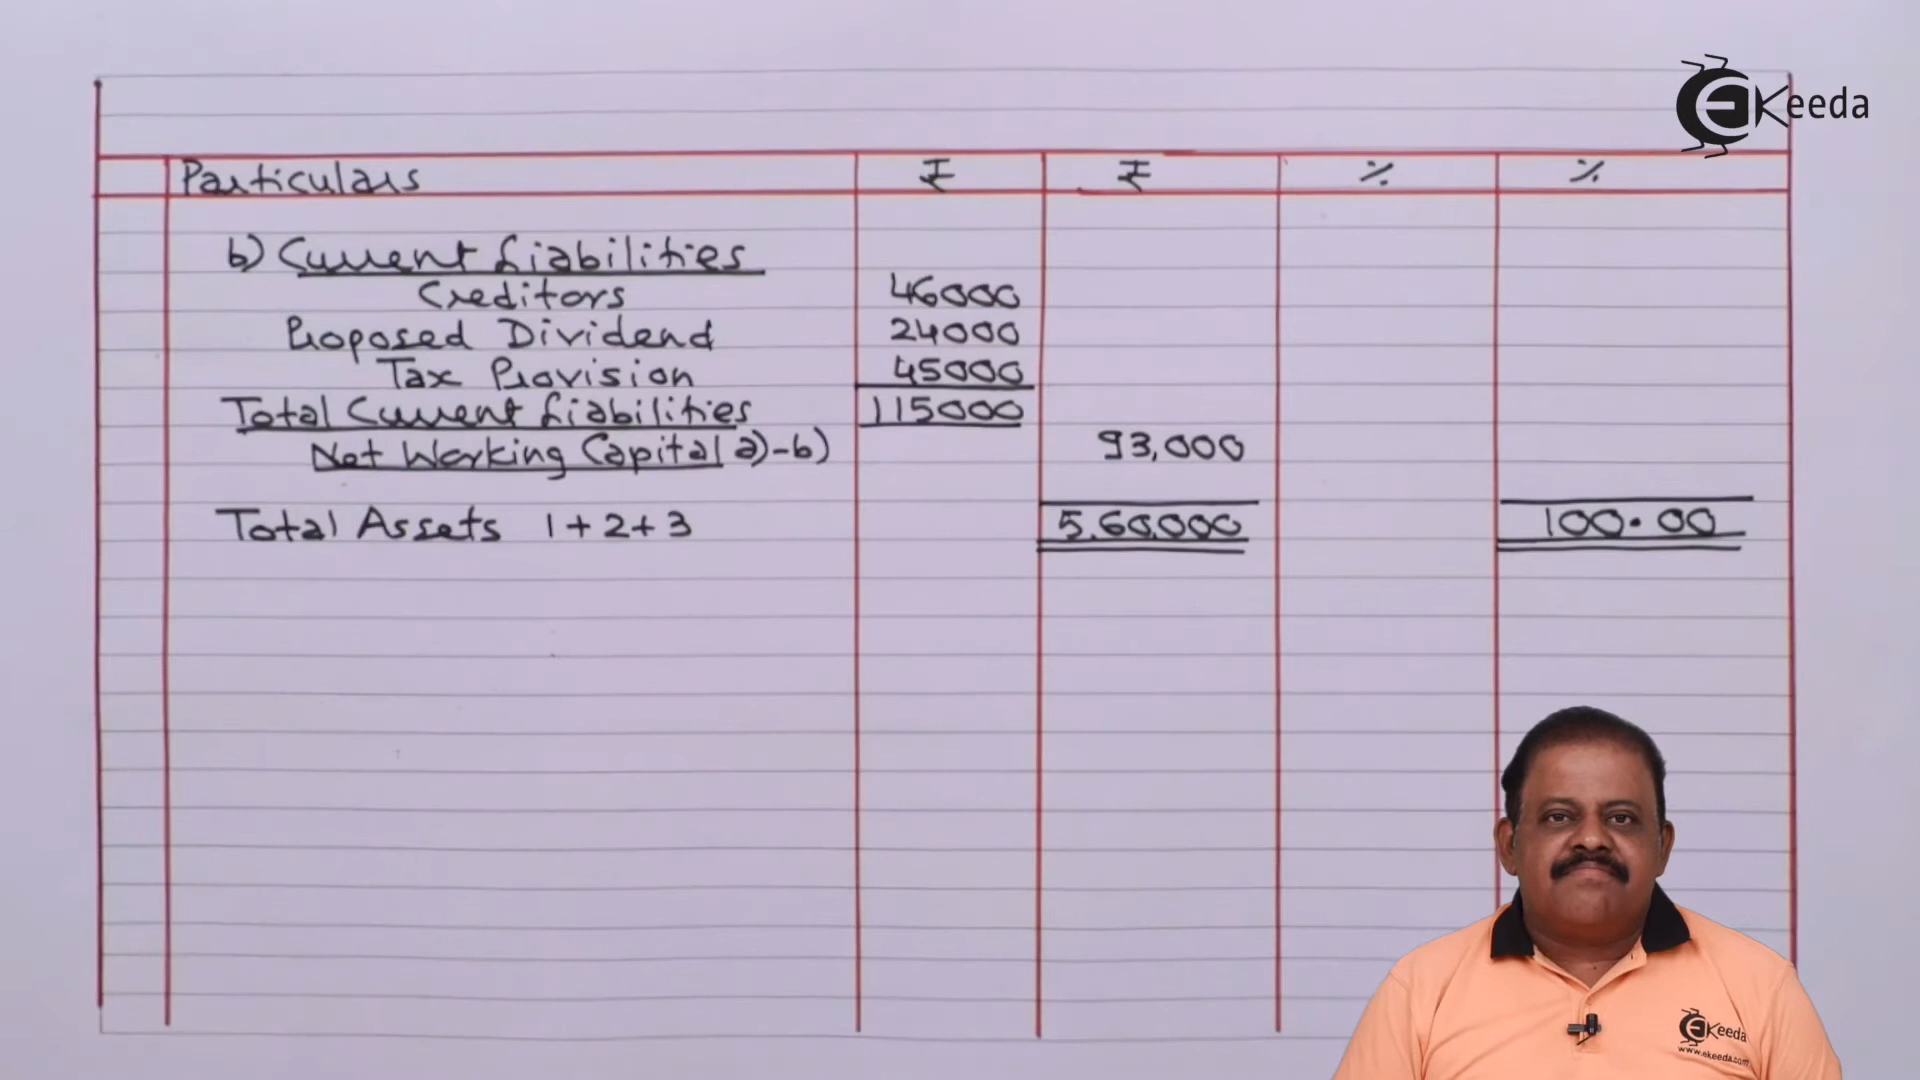 EKeeda
Particulars ₹ ₹ % %
b) Current Liabilities
Creditors 46000
Proposed Dividend 24000
Tax Provision 45000
Total Current Liabilities 115000
Net Working Capital a)-b) 93,000
Total Assets 1+2+3 5,60,000 100.00
EKeeda
www.ekeeda.com